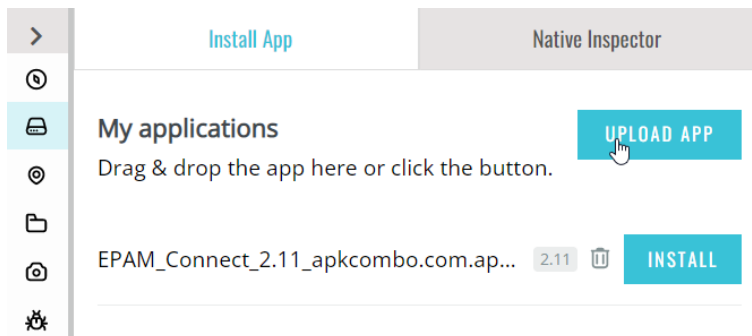 Install App
Native Inspector
My applications
UPLOAD APP
Drag & drop the app here or click the button.
EPAM_Connect_2.11_apkcombo.com.ap... 2.11 INSTALL